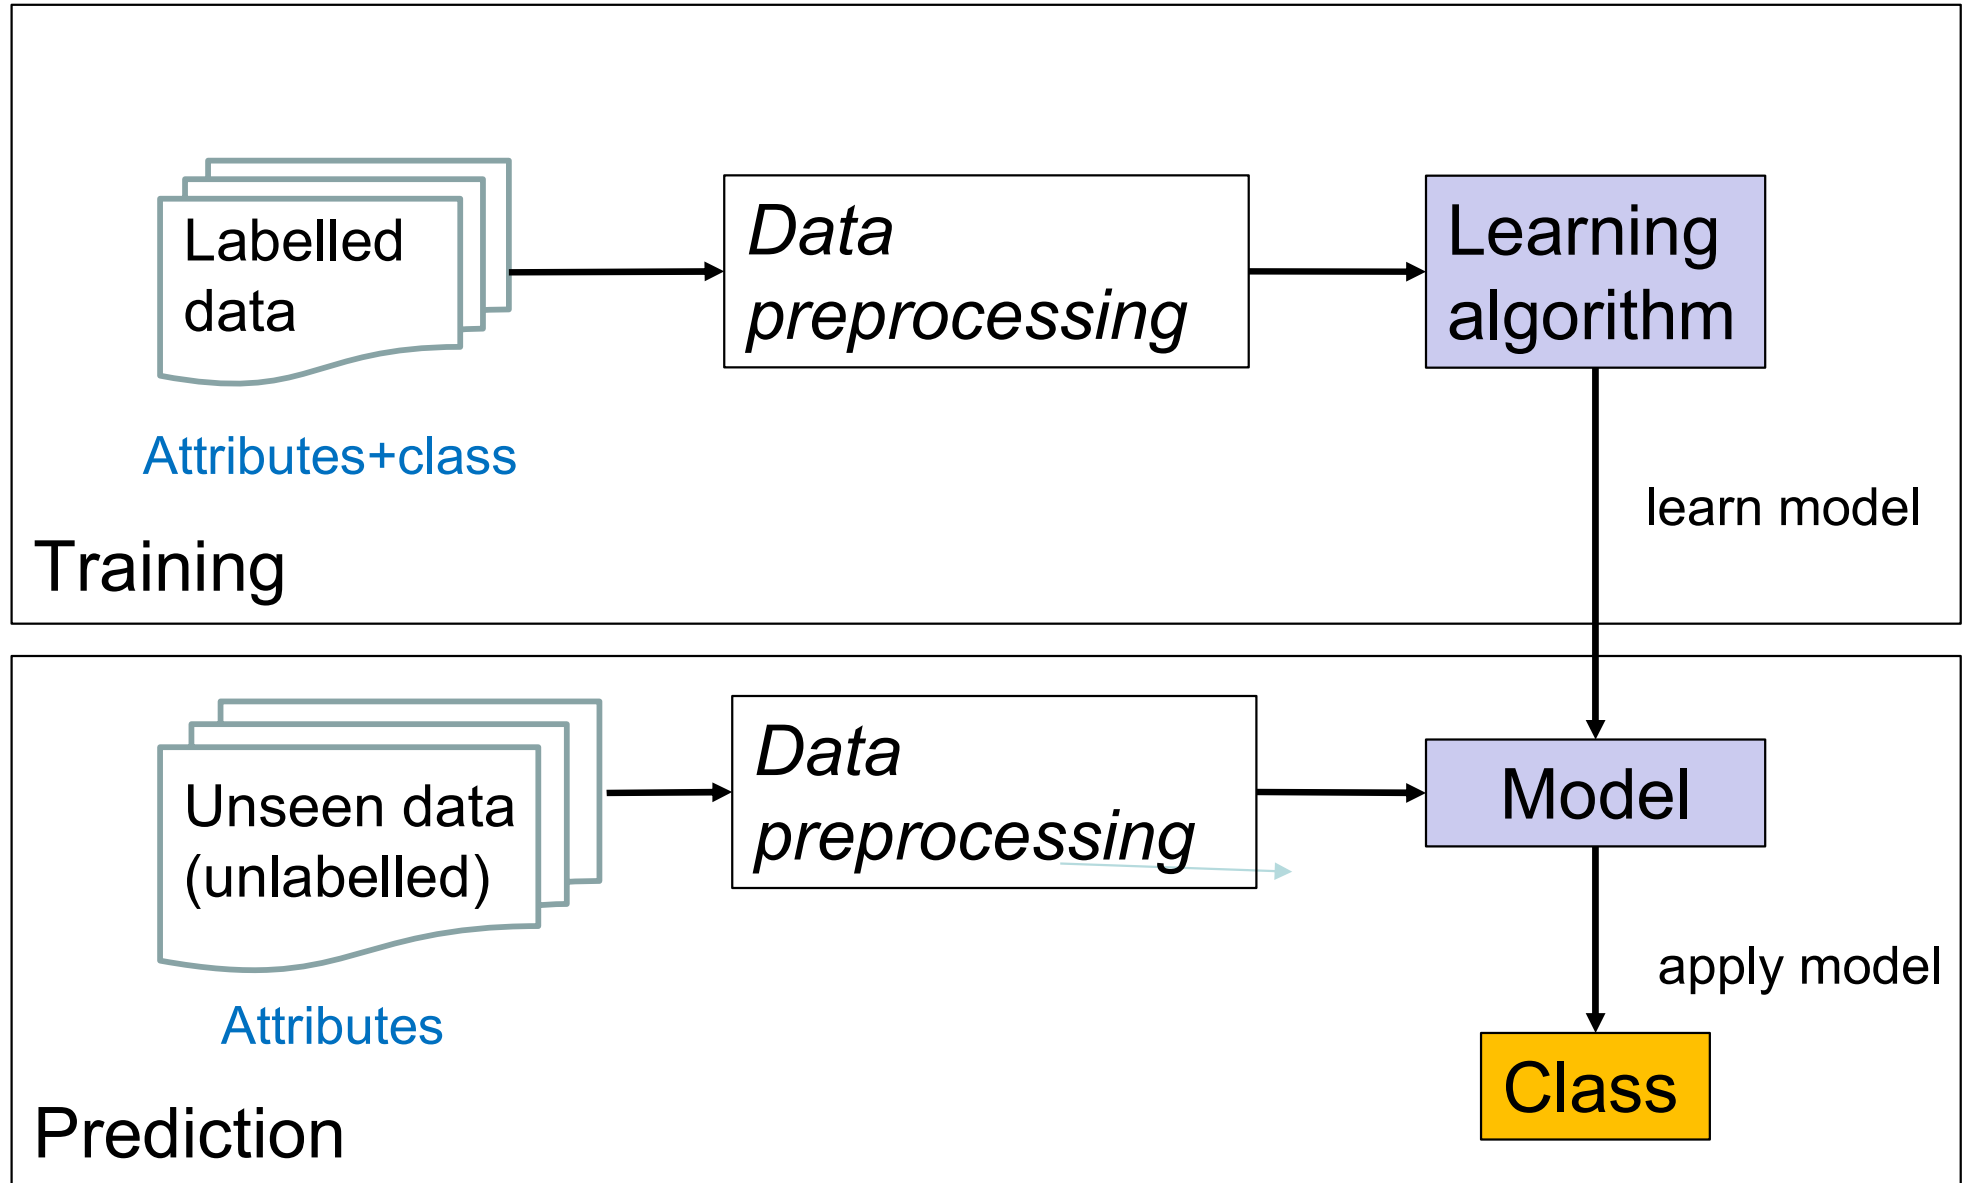 Labelled
data
Data
preprocessing
Learning
algorithm
Attributes+class
learn model
Training
Unseen data
(unlabelled)
Data
preprocessing
Model
apply model
Attributes
Class
Prediction